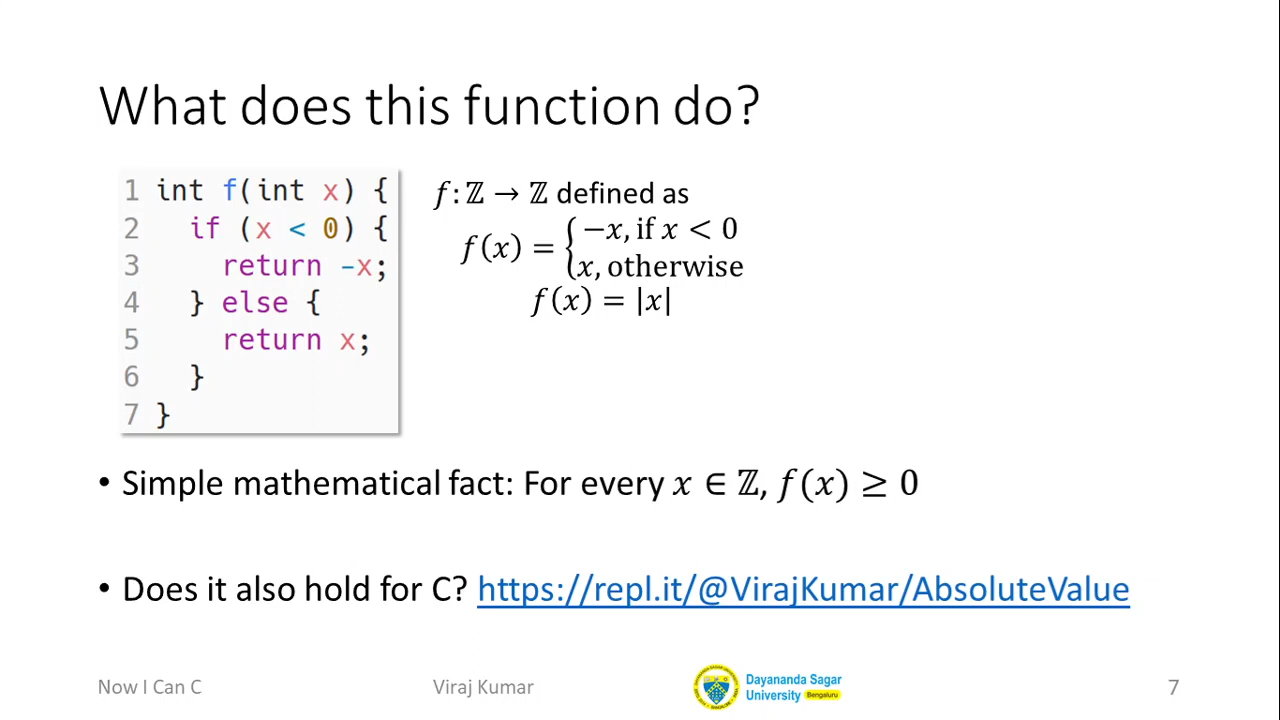 What does this function do?
1 int f(int x) {
2   if (x < 0) {
3     return -x;
4   } else {
5     return x;
6   }
7 }
f: ℤ → ℤ defined as
f(x) = { −x, if x < 0
x, otherwise
f(x) = |x|
• Simple mathematical fact: For every x ∈ ℤ, f(x) ≥ 0
• Does it also hold for C? https://repl.it/@VirajKumar/AbsoluteValue
Now I Can C
Viraj Kumar
Dayananda Sagar
University Bengaluru
7